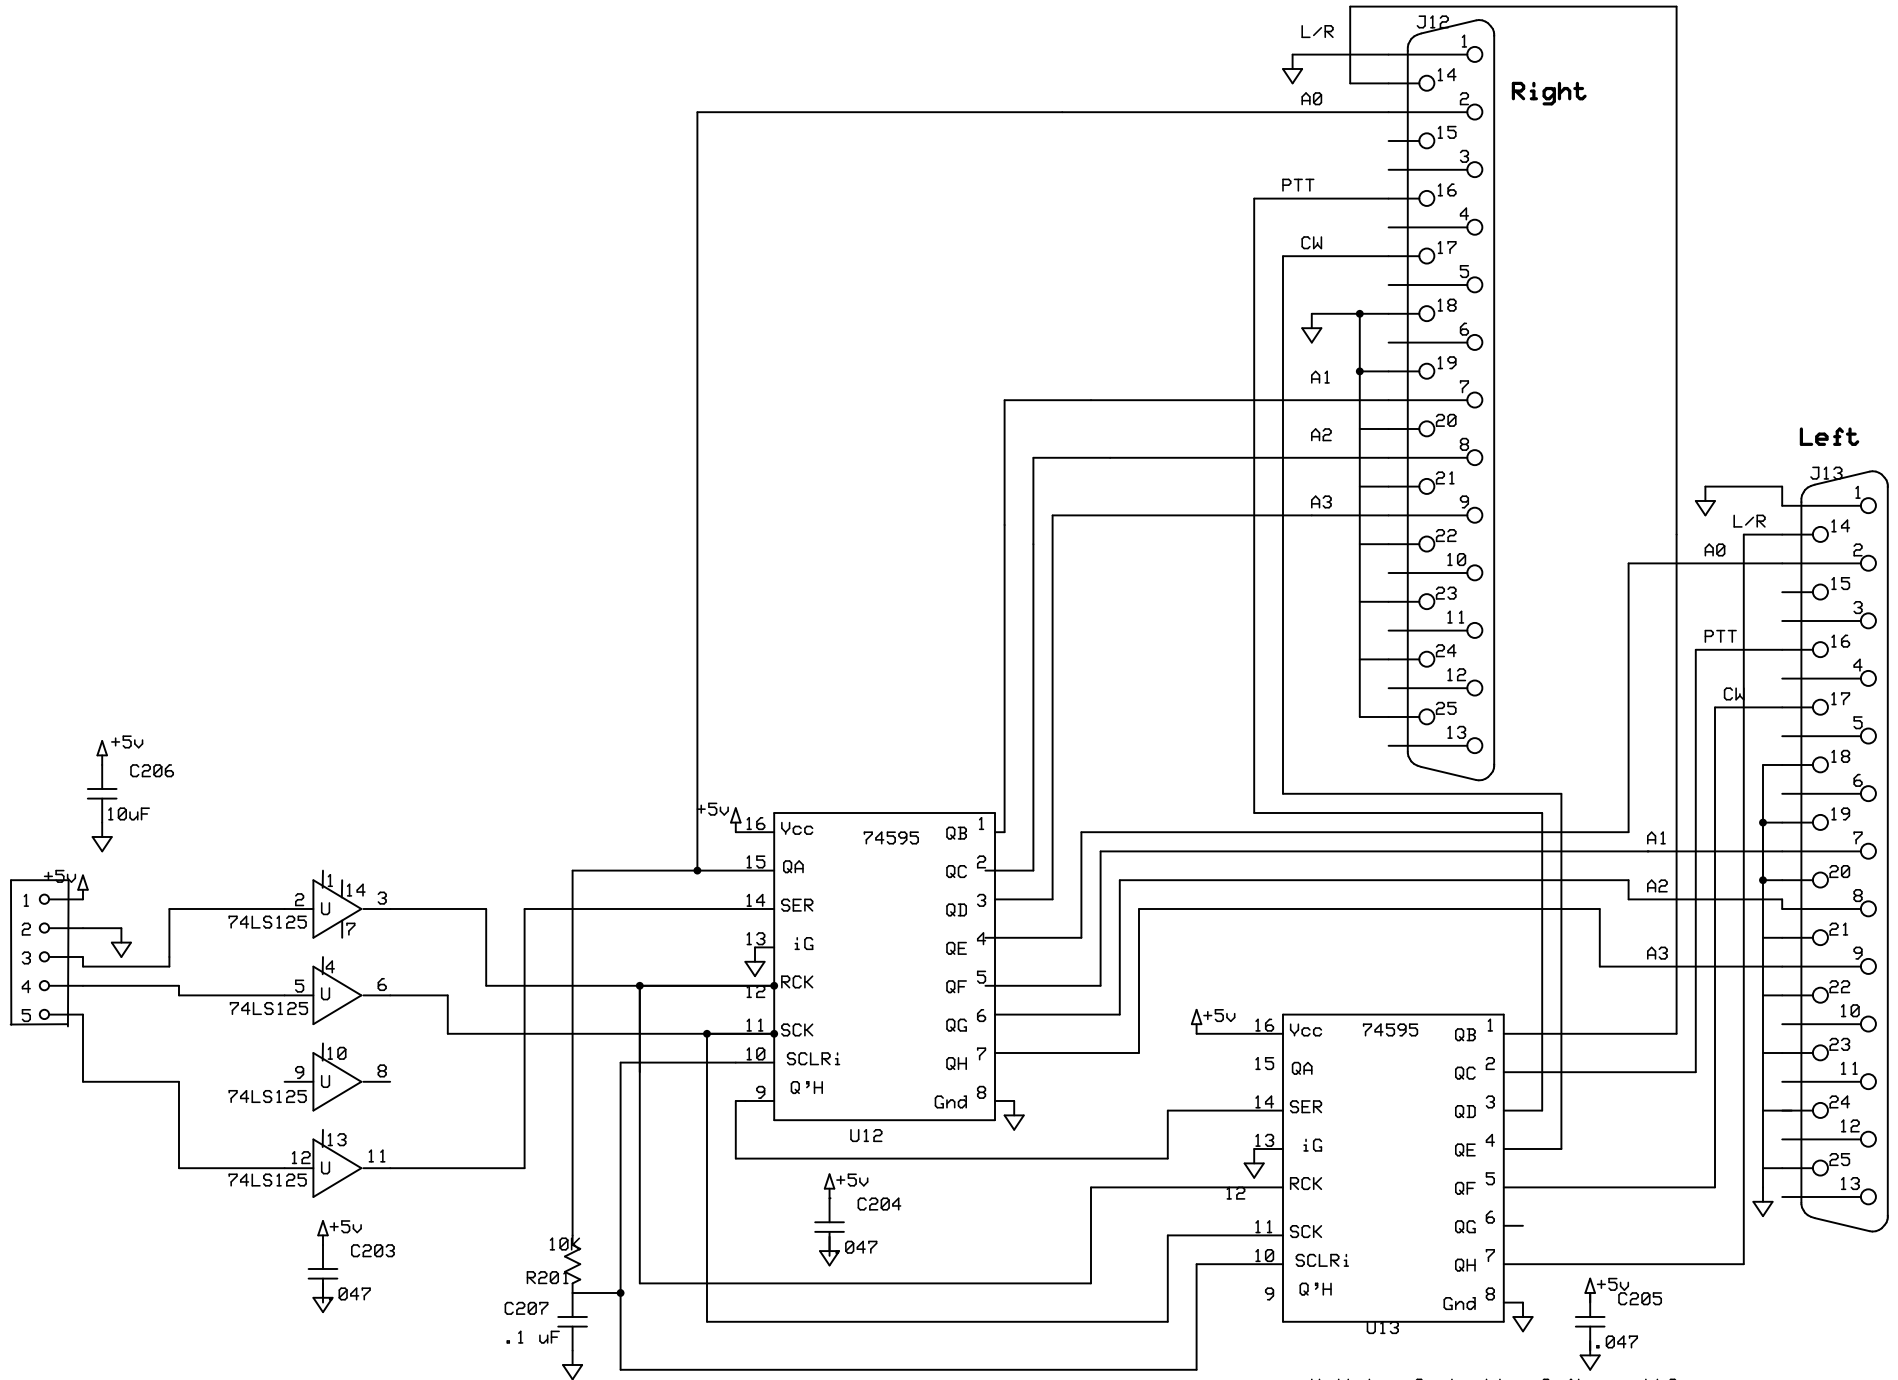 J12
L/R
1
14
Right
A0
2
15
3
PTT
16
4
CW
17
5
18
6
19
A1
7
20
A2
8
21
A3
9
22
10
23
11
24
12
25
13
Left
J13
1
L/R
14
A0
2
15
3
PTT
16
4
CW
17
5
18
6
19
A1
7
20
A2
8
21
A3
9
22
10
23
11
24
12
25
13
+5v
C206
10uF
+5v
1
2
3
4
5
1
14
2
U
3
7
74LS125
4
5
U
6
74LS125
10
9
U
8
74LS125
13
12
U
11
74LS125
+5v
C203
047
+5v
16
Vcc
74595
QB
1
15
QA
QC
2
14
SER
QD
3
13
iG
QE
4
RCK
12
QF
5
11
SCK
QG
6
10
SCLRi
QH
7
9
Q'H
Gnd
8
U12
+5v
C204
047
10K
R201
C207
.1 uF
+5v
16
Vcc
74595
QB
1
15
QA
QC
2
14
SER
QD
3
13
iG
QE
4
12
RCK
QF
5
11
SCK
QG
6
10
SCLRi
QH
7
9
Q'H
Gnd
8
U13
+5v
C205
.047